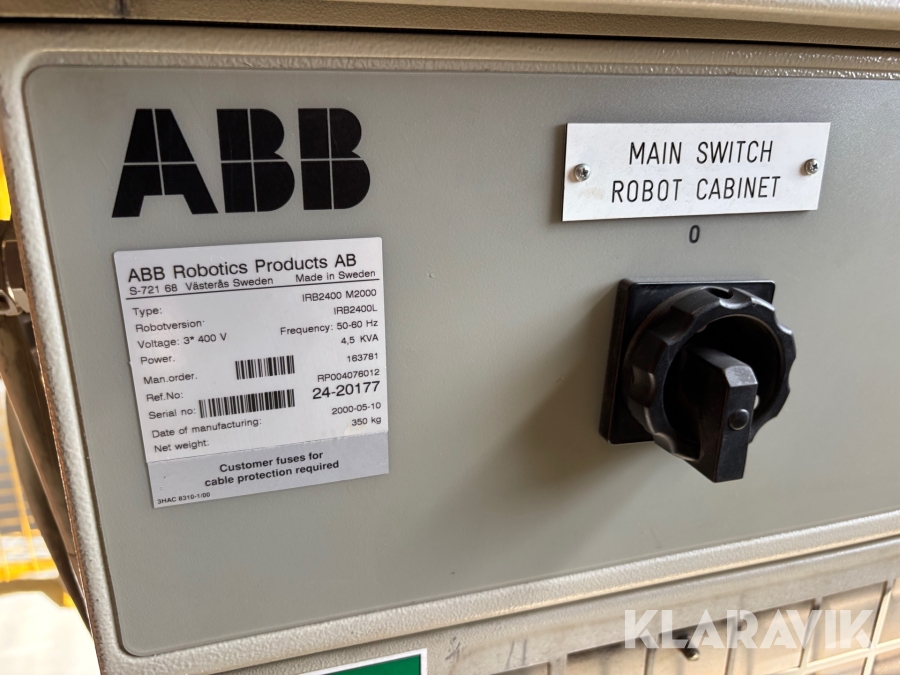 ABB
MAIN SWITCH
ROBOT CABINET
0
ABB Robotics Products AB
S-721 68 Västerås Sweden Made in Sweden
Type: IRB2400 M2000
Robotversion: IRB2400L
Voltage: 3* 400 V Frequency: 50-60 Hz
Power. 4,5 KVA
Man.order. 163781
Ref.No: RP004076012
Serial no: 24-20177
Date of manufacturing: 2000-05-10
Net weight: 350 kg
Customer fuses for
cable protection required
3HAC 8310-1/00
KLARAVIK